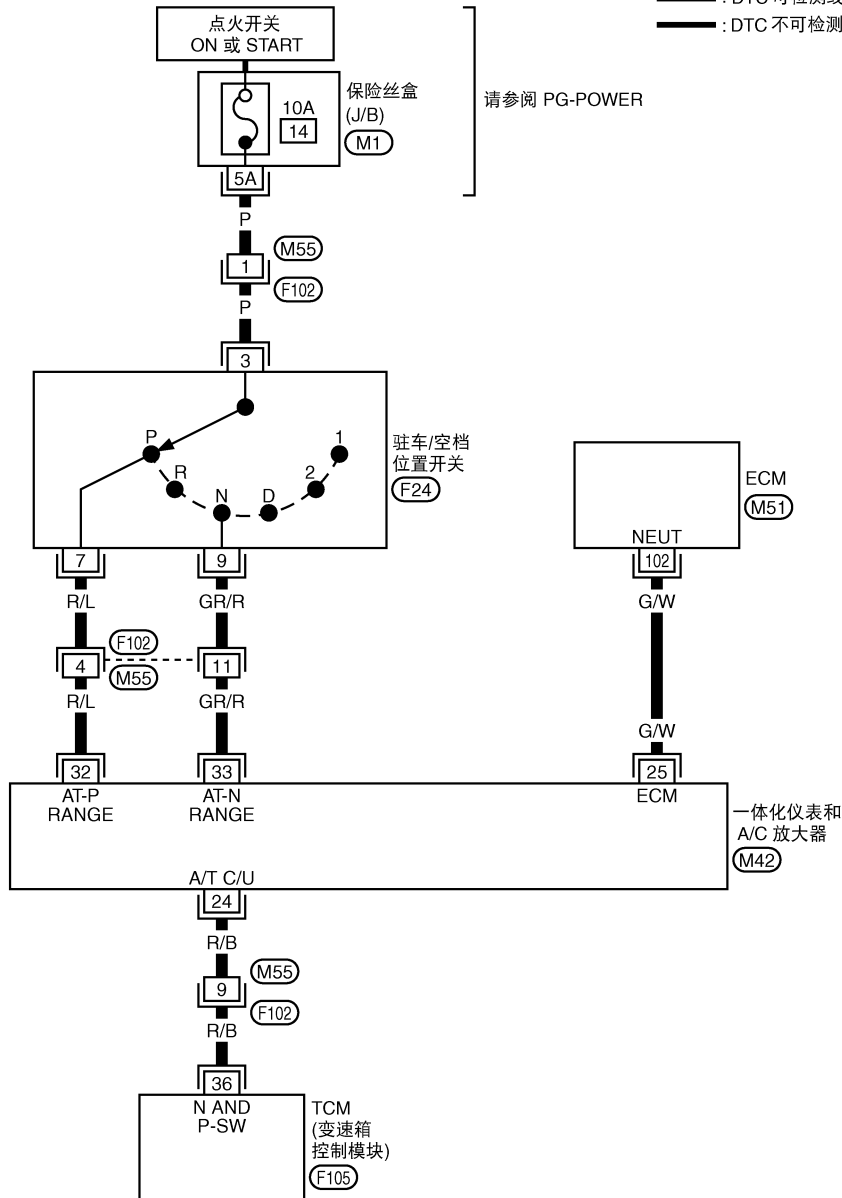 : DTC 可检测或
: DTC 不可检测
点火开关
ON 或 START
保险丝盒
(J/B)
M1
10A
14
请参阅 PG-POWER
5A
P
M55
1
F102
P
3
驻车/空档
位置开关
F24
P
R
N
D
2
1
ECM
M51
NEUT
7
9
102
R/L
GR/R
G/W
F102
4
11
M55
R/L
GR/R
G/W
32
33
25
AT-P
RANGE
AT-N
RANGE
ECM
一体化仪表和
A/C 放大器
M42
A/T C/U
24
R/B
M55
9
F102
R/B
36
N AND
P-SW
TCM
(变速箱
控制模块)
F105